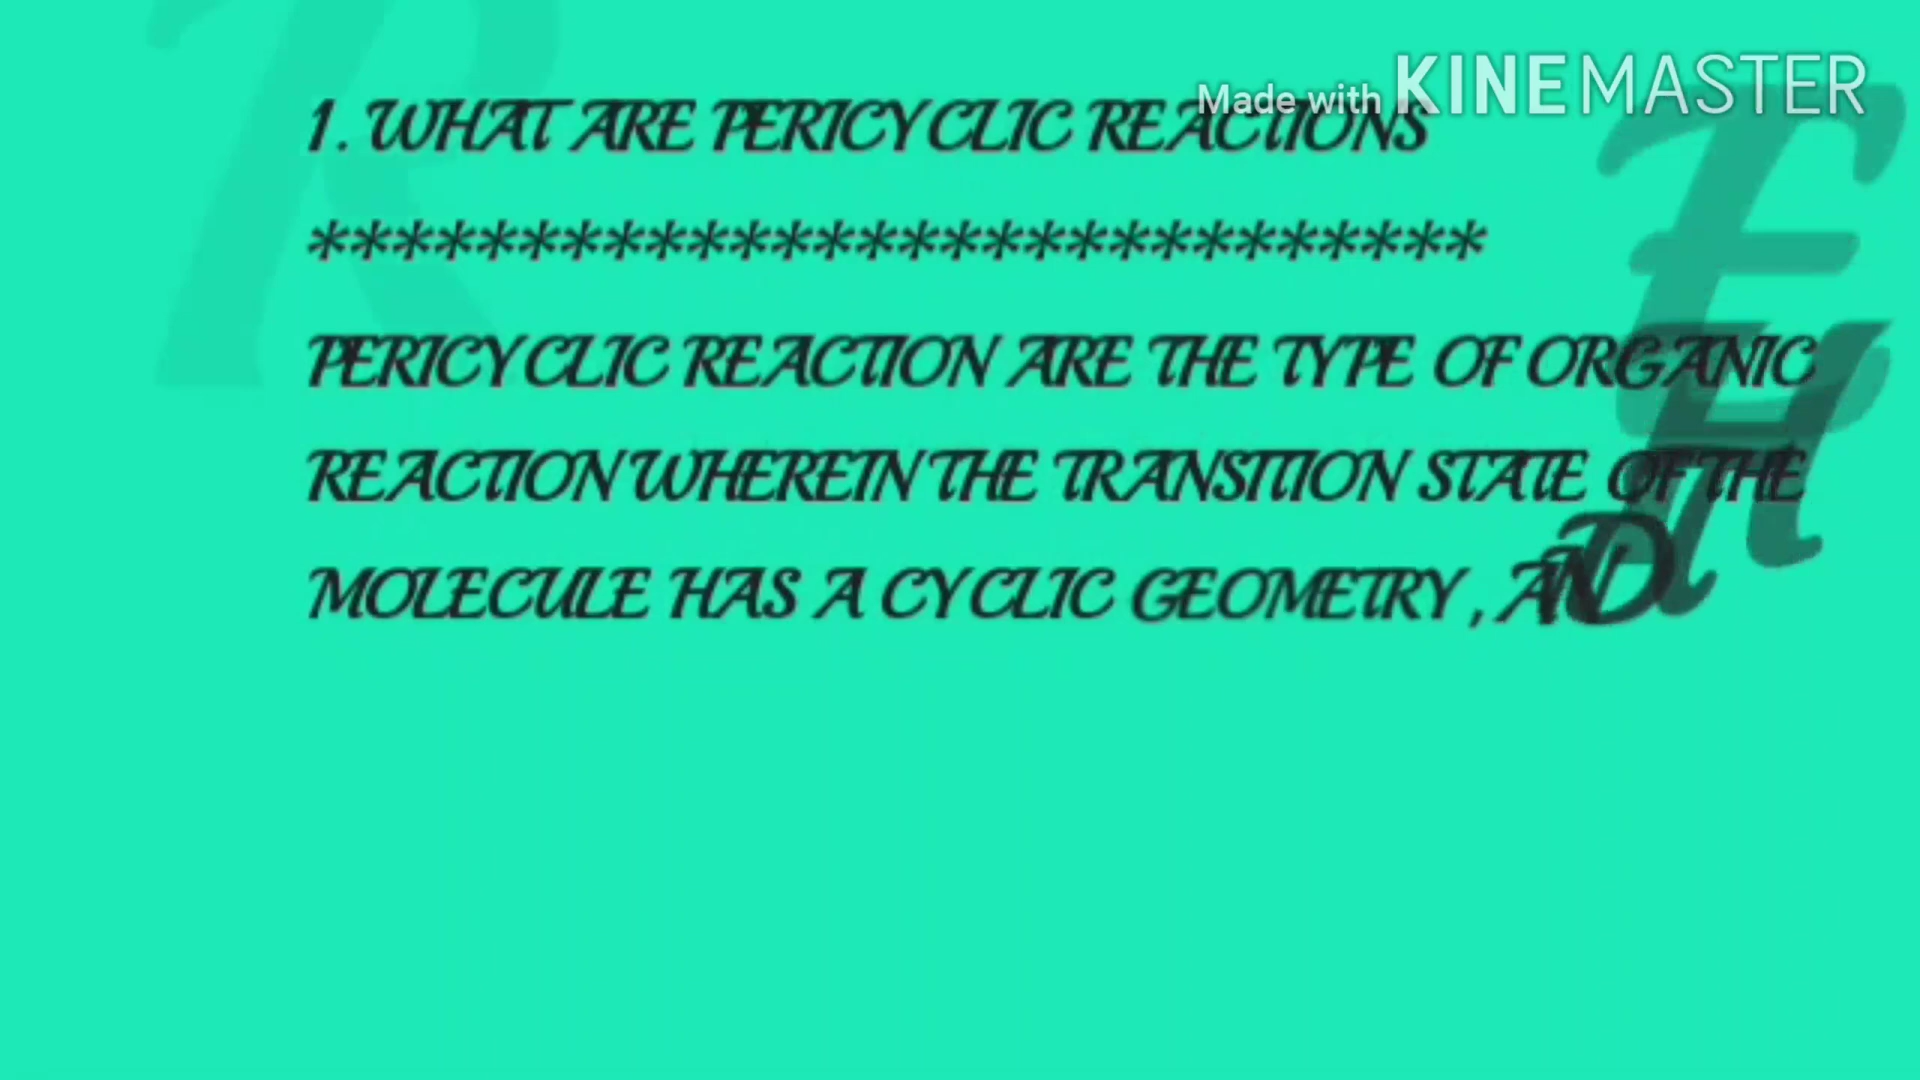 Made with KINEMASTER
1. WHAT ARE PERICYCLIC REACTIONS
****************************
PERICYCLIC REACTION ARE THE TYPE OF ORGANIC
REACTION WHEREIN THE TRANSITION STATE OF THE
MOLECULE HAS A CYCLIC GEOMETRY, AND